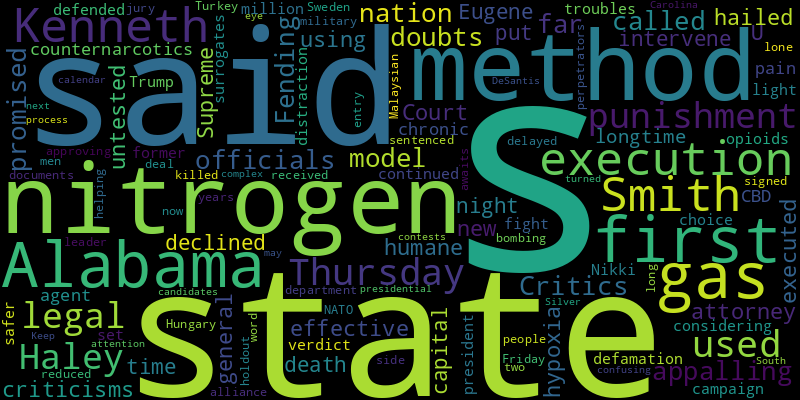 defended jury Turkey million Sweden
Carolina
Kenneth
surrogates
eye
military
nation
Eugene
troubles
far
put
called
hailed
counternarcotics
Fending
using
doubts
intervene
U
lone
promised
said
method
Trump
Supreme
distraction
Malaysian
DeSantis
perpetrators
pain
calendar
next
process
untested
entry
Court
chronic
punishment
light
approving
former
sentenced
delayed
longtime
opioids
men
deal
officials
model
execution
documents
killed
complex
received
continued
awaits
turned
signed
nitrogen
helping
now
years
night
S
Smith
CBD
executed
leader
declined
humane
new
fight
bombing
first
choice
Alabama
contests
may
Critics
Nikki
long
gas
agent
candidates
Thursday
department
presidential
hypoxia
Silver
attorney
safer
legal
set
Hungary
general
word
NATO
effective
capital
president
considering
Keep
attention
Haley
time
holdout
verdict
death
side
people
Friday
two
defamation
used
South
state
reduced
criticisms
alliance
confusing
appalling
campaign